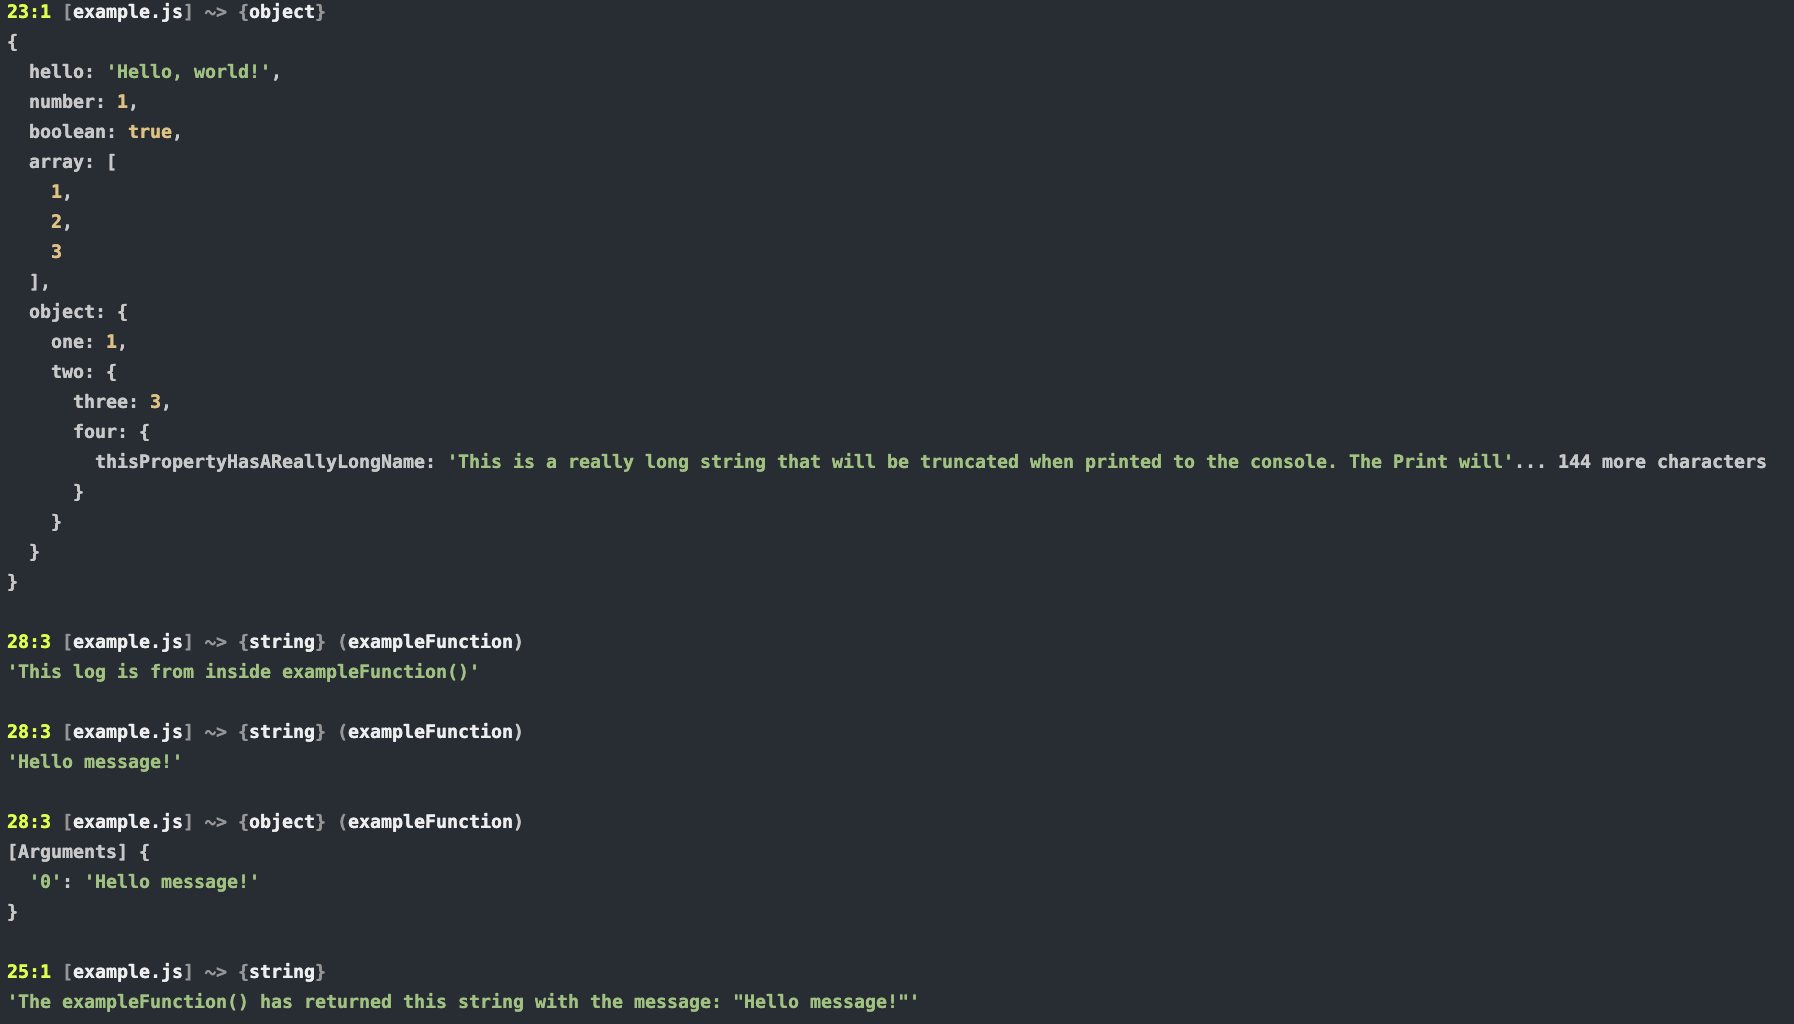 23:1 [example.js] ~> {object}
{
  hello: 'Hello, world!',
  number: 1,
  boolean: true,
  array: [
    1,
    2,
    3
  ],
  object: {
    one: 1,
    two: {
      three: 3,
      four: {
        thisPropertyHasAReallyLongName: 'This is a really long string that will be truncated when printed to the console. The Print will'... 144 more characters
      }
    }
  }
}

28:3 [example.js] ~> {string} (exampleFunction)
'This log is from inside exampleFunction()'

28:3 [example.js] ~> {string} (exampleFunction)
'Hello message!'

28:3 [example.js] ~> {object} (exampleFunction)
[Arguments] {
  '0': 'Hello message!'
}

25:1 [example.js] ~> {string}
'The exampleFunction() has returned this string with the message: "Hello message!"'